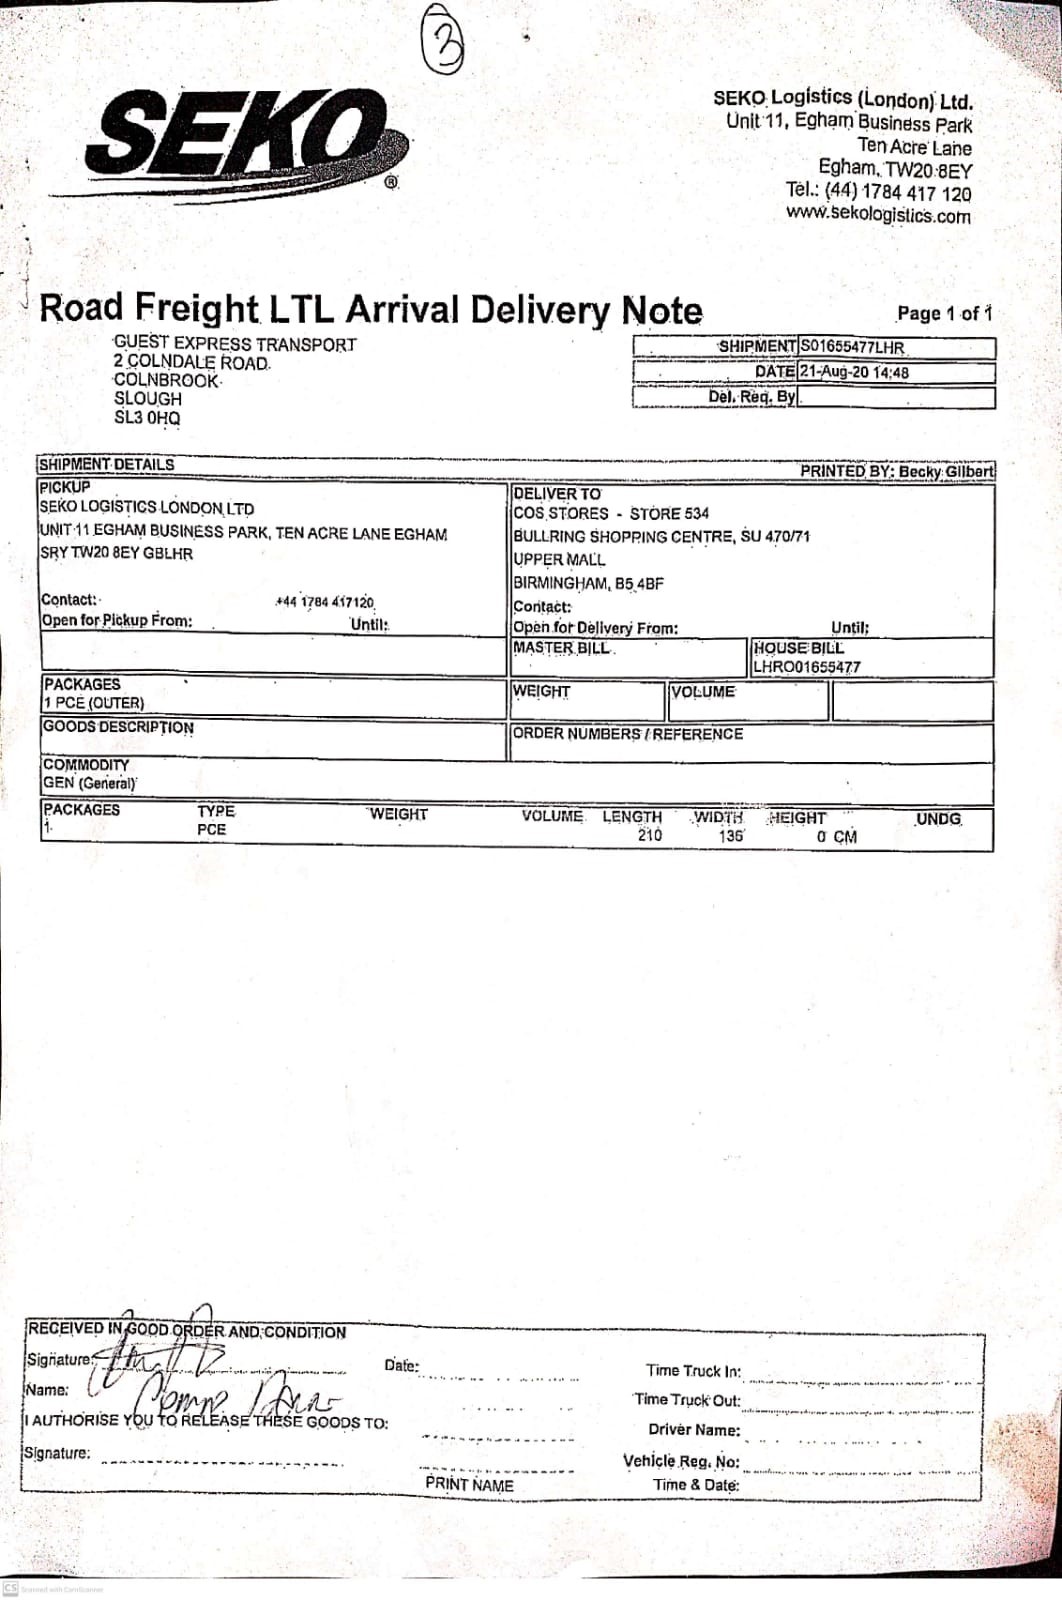 3
SEKO®
SEKO Logistics (London) Ltd.
Unit 11, Egham Business Park
Ten Acre Lane
Egham, TW20 8EY
Tel.: (44) 1784 417 120
www.sekologistics.com
Road Freight LTL Arrival Delivery Note
Page 1 of 1
GUEST EXPRESS TRANSPORT
2 COLNDALE ROAD
COLNBROOK
SLOUGH
SL3 0HQ
SHIPMENT S01655477LHR
DATE 21-Aug-20 14:48
Del. Req. By
SHIPMENT DETAILS PRINTED BY: Becky Gilbert
PICKUP
SEKO LOGISTICS LONDON LTD
UNIT 11 EGHAM BUSINESS PARK, TEN ACRE LANE EGHAM
SRY TW20 8EY GBLHR
Contact: +44 1784 417120
Open for Pickup From: Until:
DELIVER TO
COS STORES - STORE 534
BULLRING SHOPPING CENTRE, SU 470/71
UPPER MALL
BIRMINGHAM, B5 4BF
Contact:
Open for Delivery From: Until:
MASTER BILL HOUSE BILL
LHRO01655477
PACKAGES
1 PCE (OUTER)
WEIGHT VOLUME
GOODS DESCRIPTION
ORDER NUMBERS / REFERENCE
COMMODITY
GEN (General)
PACKAGES TYPE WEIGHT VOLUME LENGTH WIDTH HEIGHT UNDG
1 PCE 210 135 0 CM
RECEIVED IN GOOD ORDER AND CONDITION
Signature: Date: Time Truck In:
Name: Time Truck Out:
I AUTHORISE YOU TO RELEASE THESE GOODS TO: Driver Name:
Signature: Vehicle Reg. No:
PRINT NAME Time & Date:
CS Scanned with CamScanner